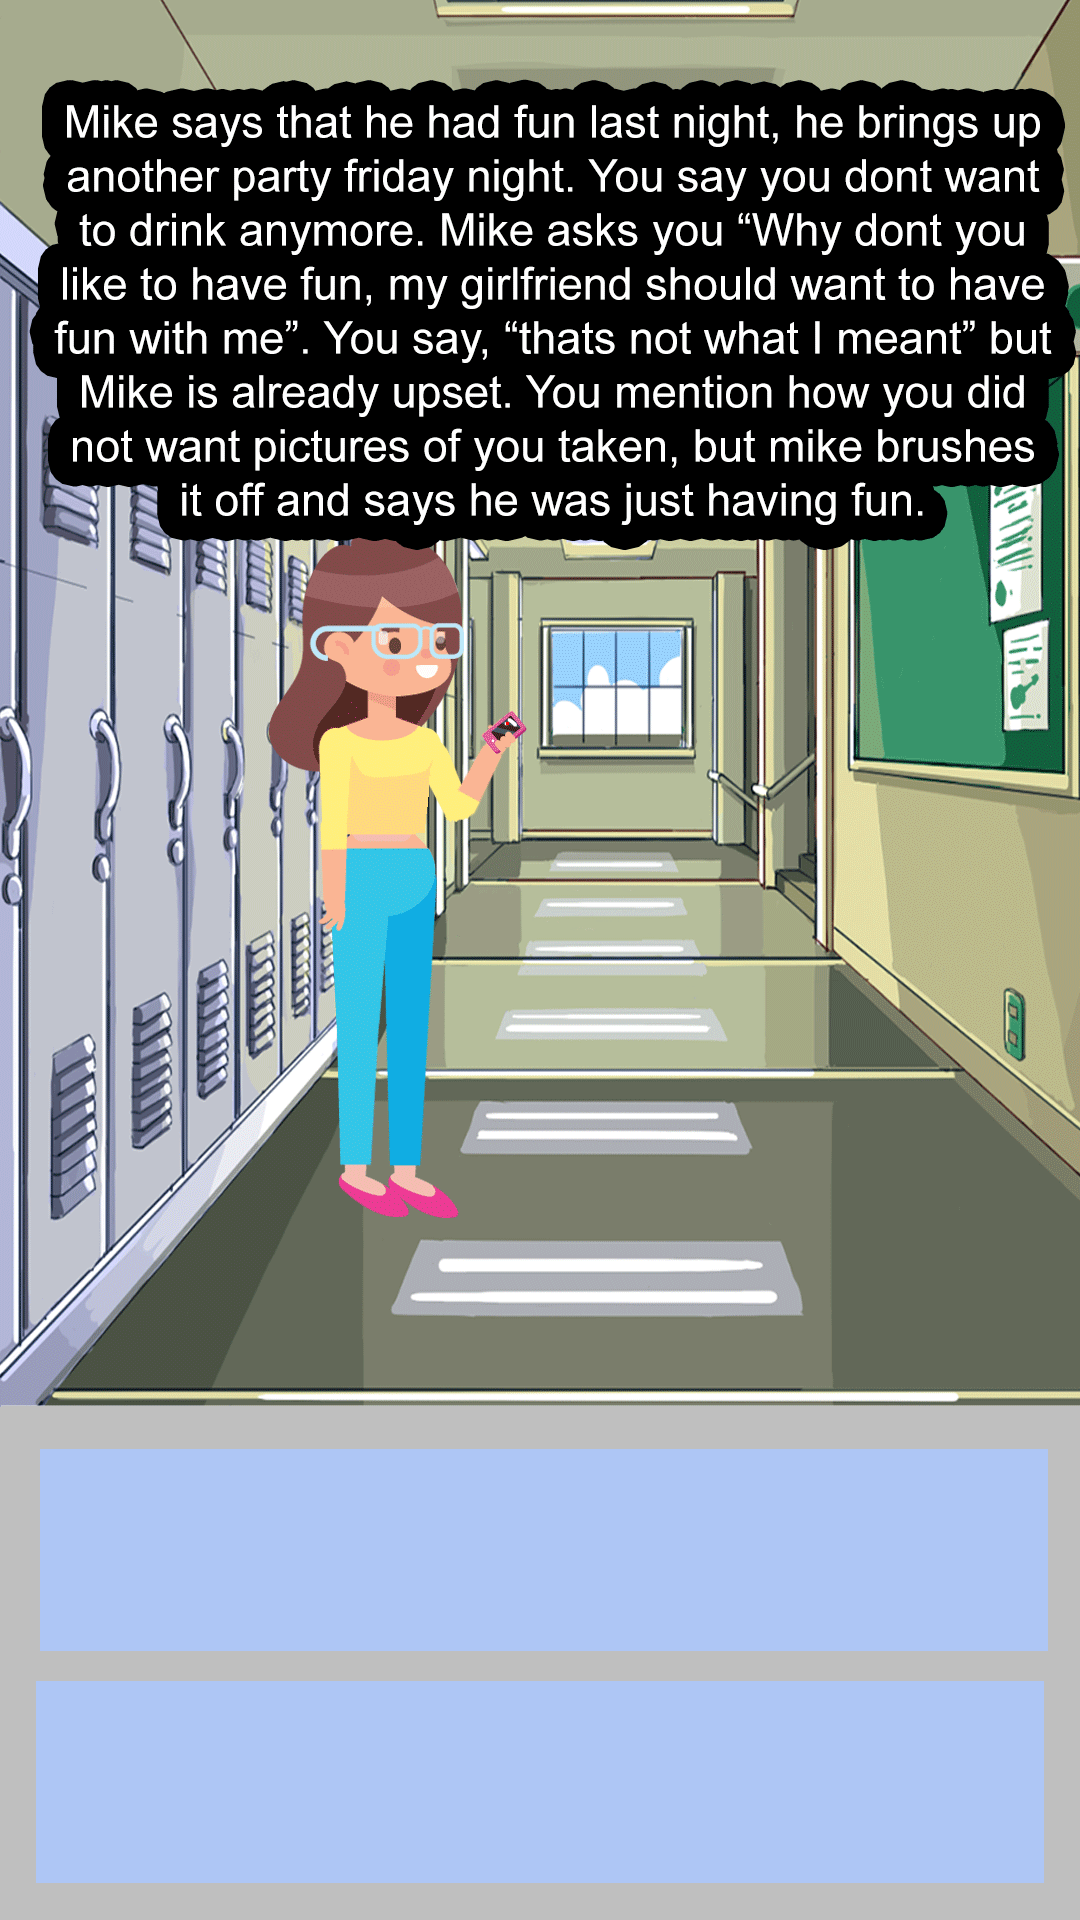 Mike says that he had fun last night, he brings up
another party friday night. You say you dont want
to drink anymore. Mike asks you “Why dont you
like to have fun, my girlfriend should want to have
fun with me”. You say, “thats not what I meant” but
Mike is already upset. You mention how you did
not want pictures of you taken, but mike brushes
it off and says he was just having fun.